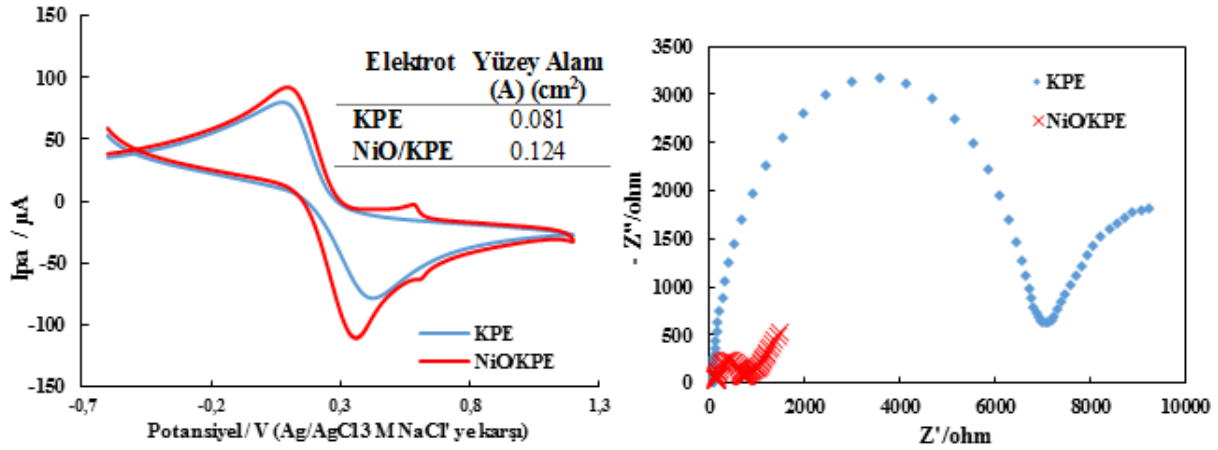 150
100
50
0
-50
-100
-150
Ipa / µA
Elektrot Yüzey Alanı
(A) (cm²)
KPE 0.081
NiO/KPE 0.124
KPE
NiO/KPE
-0,7 -0,2 0,3 0,8 1,3
Potansiyel / V (Ag/AgCl 3 M NaCl' ye karşı)
3500
3000
2500
2000
1500
1000
500
0
- Z''/ohm
KPE
NiO/KPE
0 2000 4000 6000 8000 10000
Z'/ohm